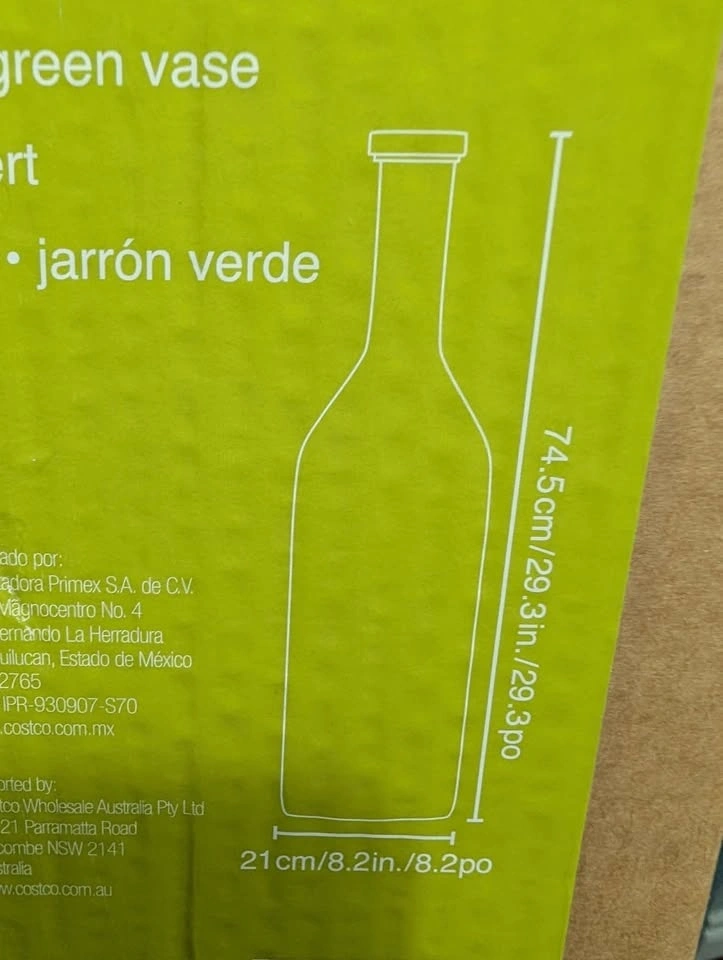 green vase
ert
• jarrón verde
74.5cm/29.3in./29.3po
ado por:
tadora Primex S.A. de C.V.
Magnocentro No. 4
ernando La Herradura
uilucan, Estado de México
2765
IPR-930907-S70
.costco.com.mx
orted by:
tco Wholesale Australia Pty Ltd
21 Parramatta Road
combe NSW 2141
stralia
w.costco.com.au
21cm/8.2in./8.2po